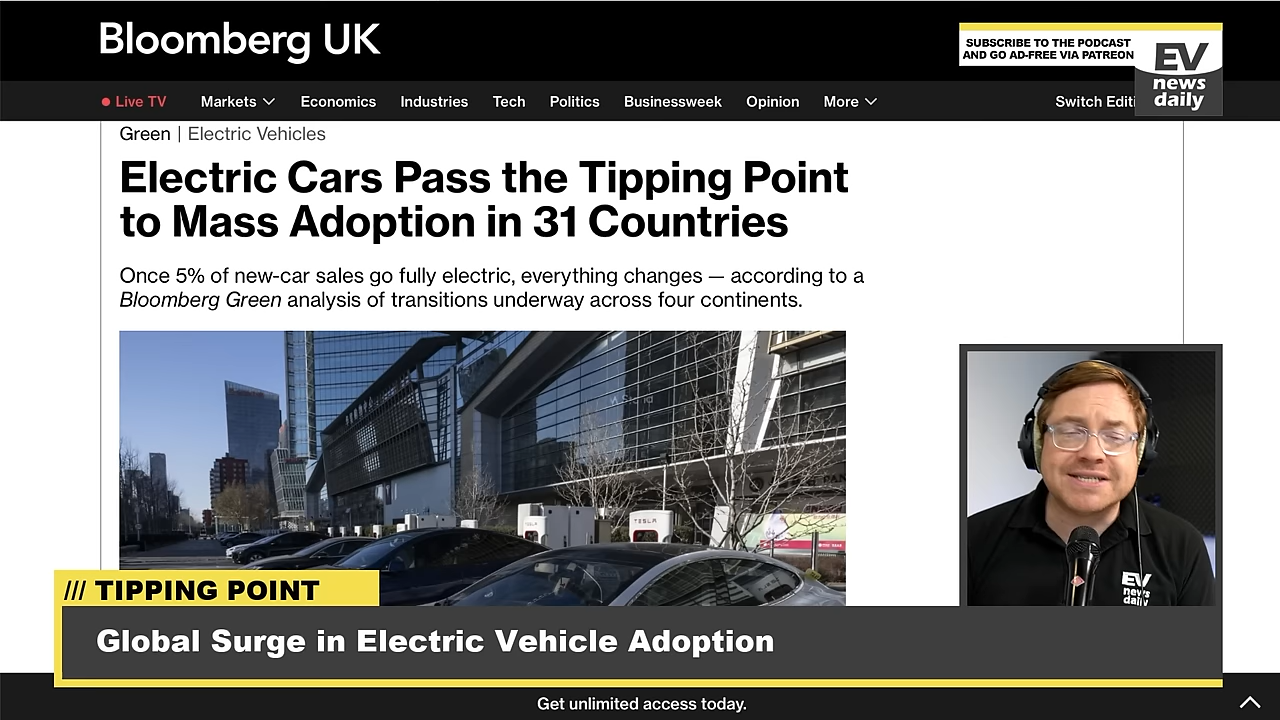 Bloomberg UK
SUBSCRIBE TO THE PODCAST
AND GO AD-FREE VIA PATREON
EV
news
daily
Live TV
Markets
Economics
Industries
Tech
Politics
Businessweek
Opinion
More
Switch Editi
Green | Electric Vehicles
Electric Cars Pass the Tipping Point
to Mass Adoption in 31 Countries
Once 5% of new-car sales go fully electric, everything changes — according to a
Bloomberg Green analysis of transitions underway across four continents.
TESLA
EV
news
daily
/// TIPPING POINT
Global Surge in Electric Vehicle Adoption
Get unlimited access today.